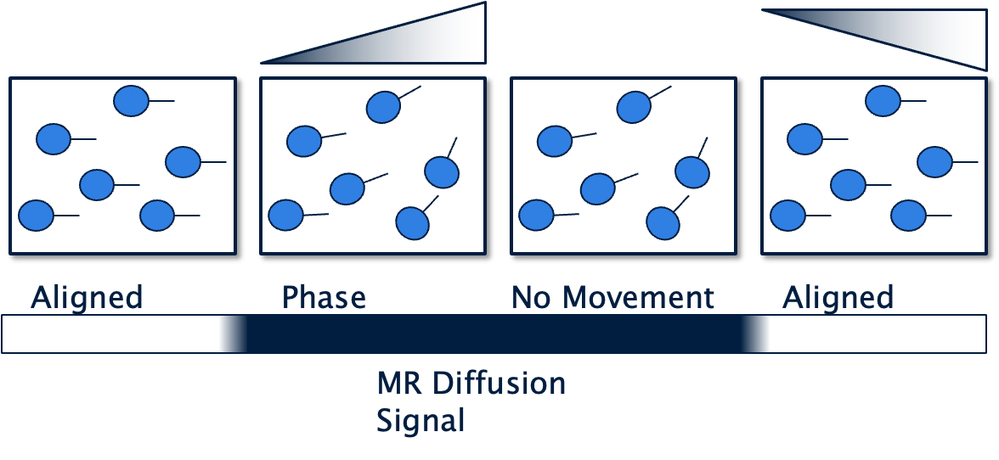 Aligned
Phase
No Movement
Aligned
MR Diffusion
Signal